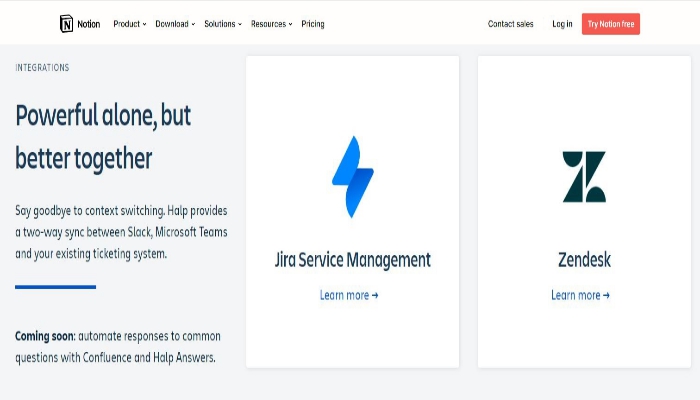 Notion Product Download Solutions Resources Pricing Contact sales Log in Try Notion free
INTEGRATIONS
Powerful alone, but
better together
Say goodbye to context switching. Halp provides
a two-way sync between Slack, Microsoft Teams
and your existing ticketing system.
Coming soon: automate responses to common
questions with Confluence and Halp Answers.
Jira Service Management
Learn more →
Zendesk
Learn more →